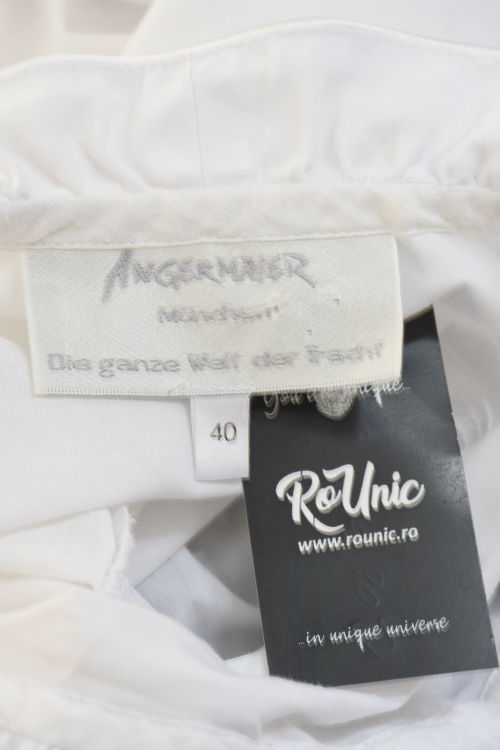 ANGERMAIER
München
Die ganze Welt der Tracht
40
RoUnic
www.rounic.ro
...in unique universe